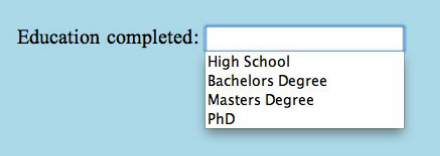 Education completed:
High School
Bachelors Degree
Masters Degree
PhD